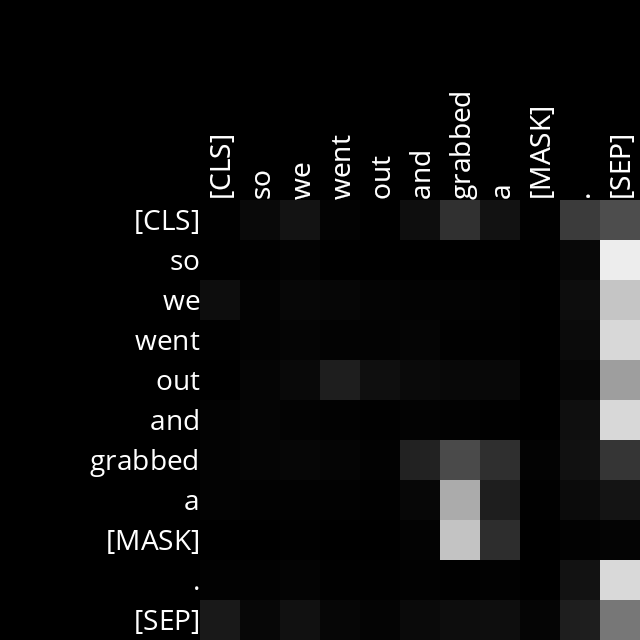 [CLS] so we went out and grabbed a [MASK] . [SEP]
[CLS]
so
we
went
out
and
grabbed
a
[MASK]
.
[SEP]